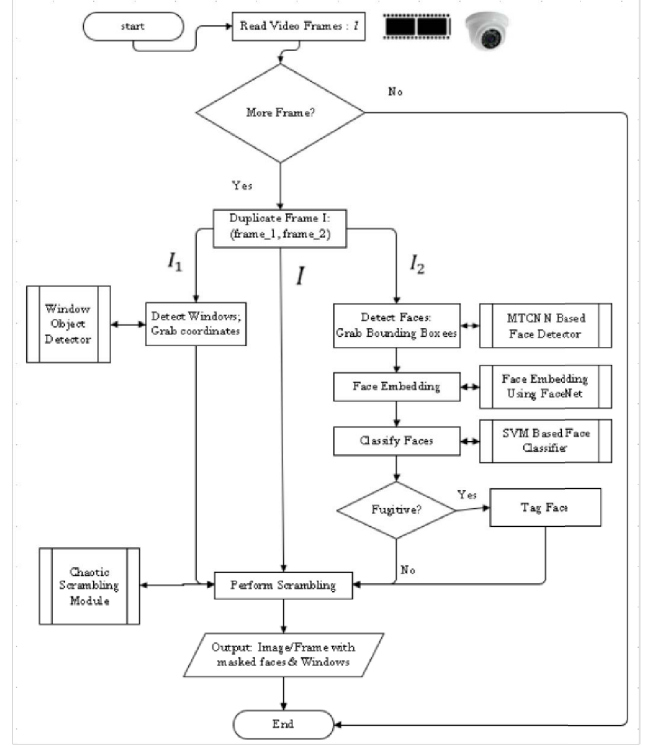 start
Read Video Frames : I
More Frame?
No
Yes
Duplicate Frame I:
(frame_1, frame_2)
I₁
I
I₂
Window
Object
Detector
Detect Windows;
Grab coordinates
Detect Faces:
Grab Bounding Boxees
MTCNN Based
Face Detector
Face Embedding
Face Embedding
Using FaceNet
Classify Faces
SVM Based Face
Classifier
Fugitive?
Yes
Tag Face
No
Chaotic
Scrambling
Module
Perform Scrambling
Output: Image/Frame with
masked faces & Windows
End